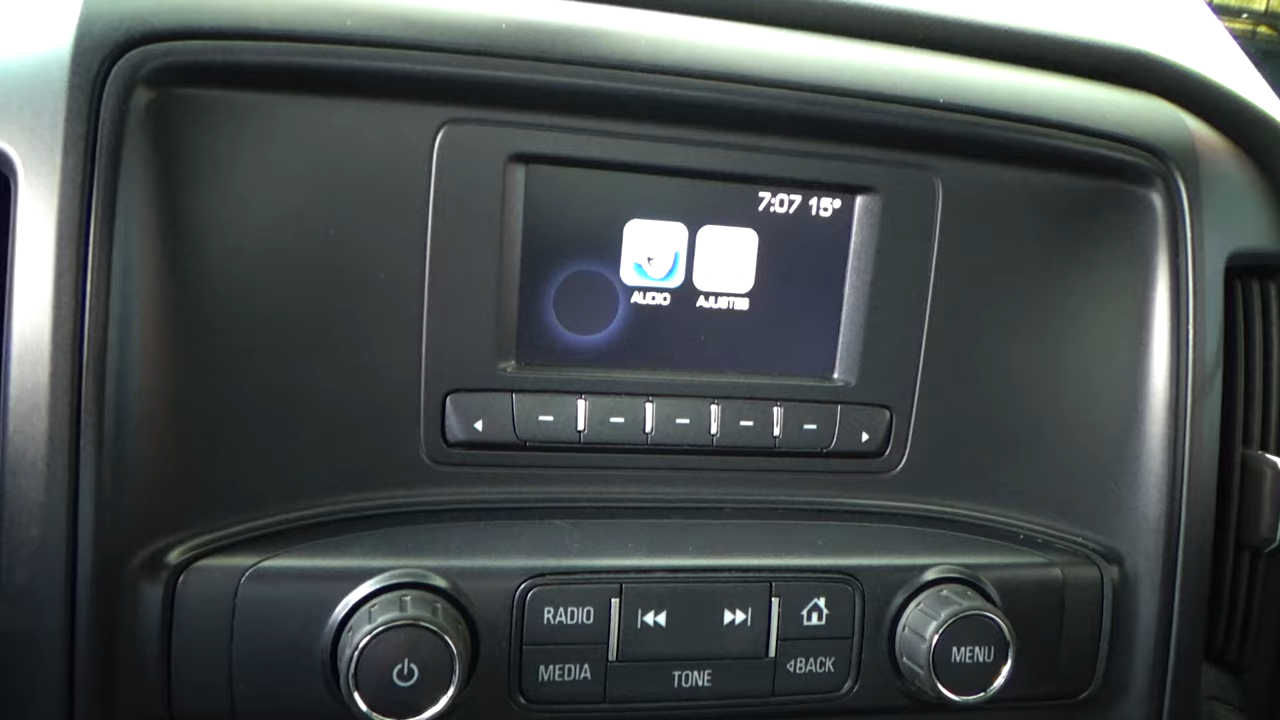 7:07 15°
AUDIO AJUSTES
RADIO
MEDIA
TONE
BACK
MENU